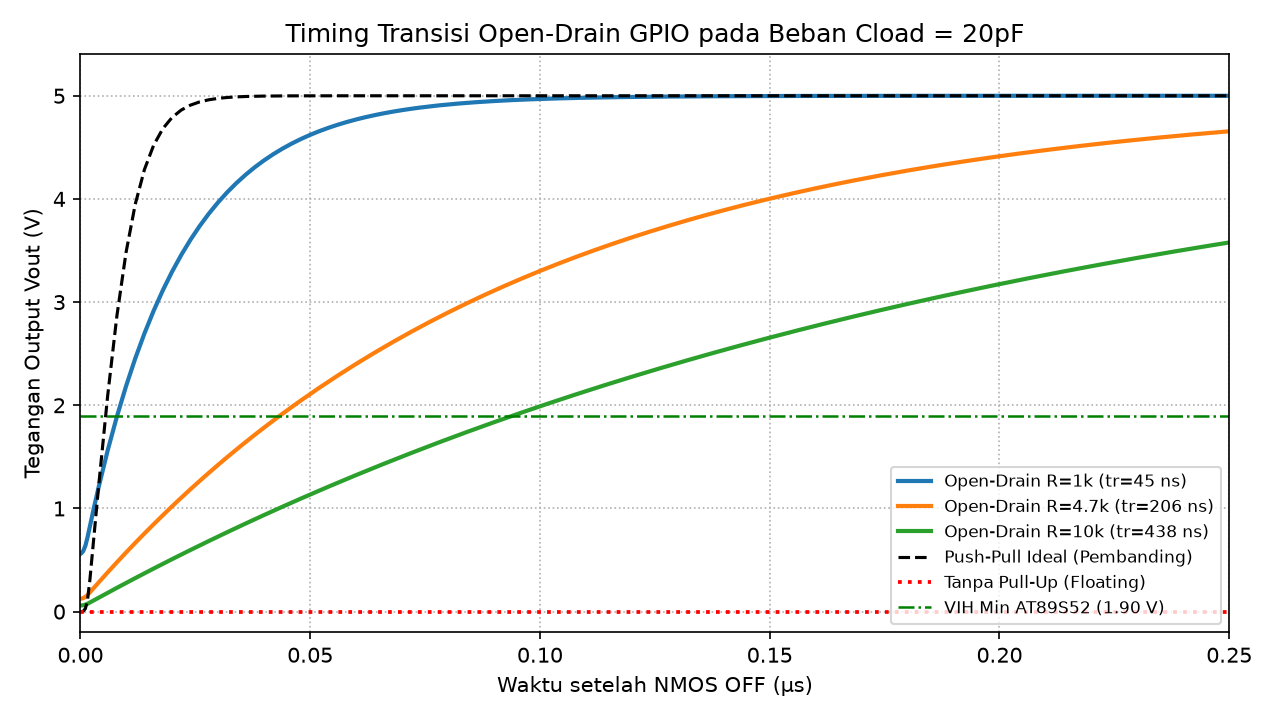 Timing Transisi Open-Drain GPIO pada Beban Cload = 20pF
Tegangan Output Vout (V)
5
4
3
2
1
0
Open-Drain R=1k (tr=45 ns)
Open-Drain R=4.7k (tr=206 ns)
Open-Drain R=10k (tr=438 ns)
Push-Pull Ideal (Pembanding)
Tanpa Pull-Up (Floating)
VIH Min AT89S52 (1.90 V)
0.00 0.05 0.10 0.15 0.20 0.25
Waktu setelah NMOS OFF (μs)